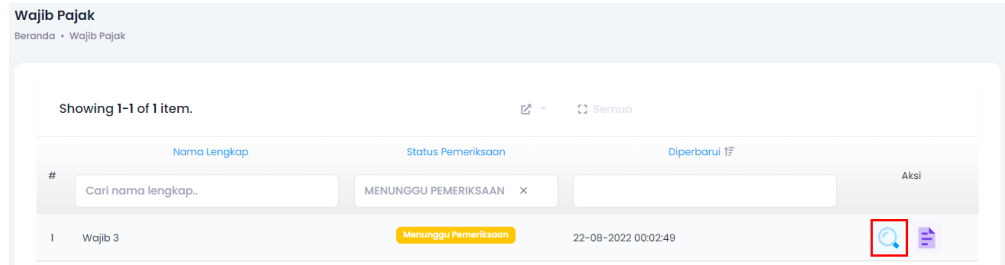 Wajib Pajak
Beranda • Wajib Pajak
Showing 1-1 of 1 item.
Semua
Nama Lengkap Status Pemeriksaan Diperbarui
# Aksi
Cari nama lengkap.. MENUNGGU PEMERIKSAAN ×
1 Wajib 3 Menunggu Pemeriksaan 22-08-2022 00:02:49